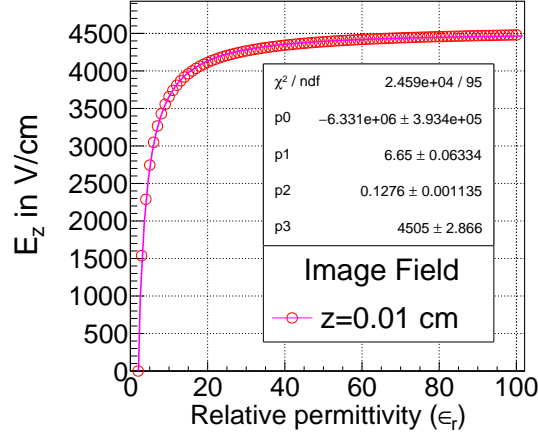 E_z in V/cm
4500
4000
3500
3000
2500
2000
1500
1000
500
0
χ² / ndf 2.459e+04 / 95
p0 −6.331e+06 ± 3.934e+05
p1 6.65 ± 0.06334
p2 0.1276 ± 0.001135
p3 4505 ± 2.866
Image Field
z=0.01 cm
0 20 40 60 80 100
Relative permittivity (ϵ_r)